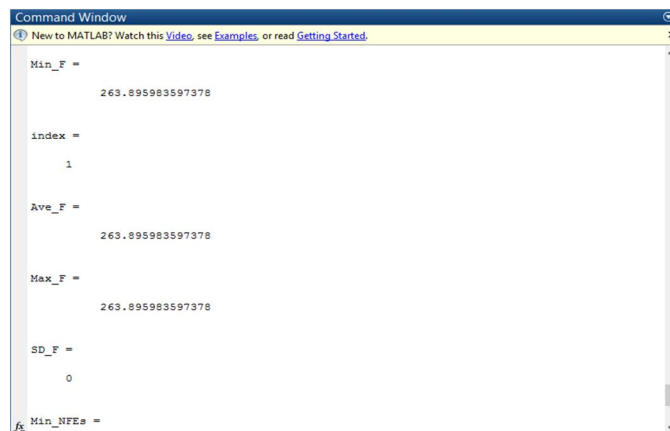 Command Window
New to MATLAB? Watch this Video, see Examples, or read Getting Started.
Min_F =
263.895983597378
index =
1
Ave_F =
263.895983597378
Max_F =
263.895983597378
SD_F =
0
fx Min_NFEs =